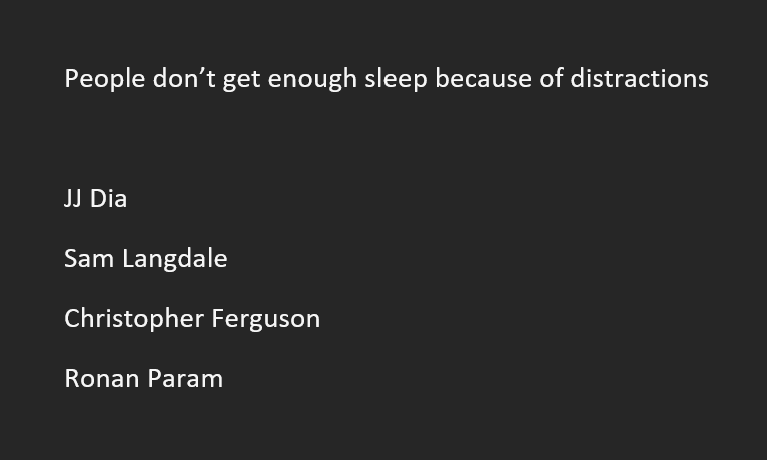 People don’t get enough sleep because of distractions
JJ Dia
Sam Langdale
Christopher Ferguson
Ronan Param